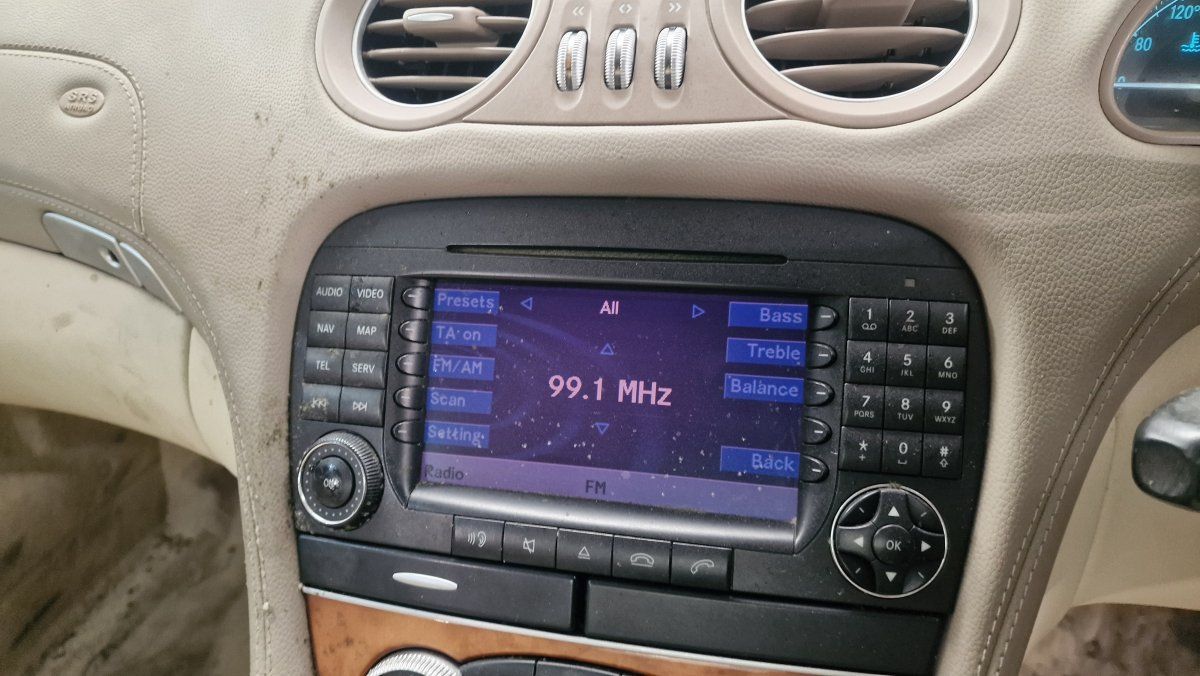 120°
80
SRS
AIRBAG
AUDIO
VIDEO
NAV
MAP
TEL
SERV
Presets
TA: on
FM/AM
Scan
Setting
All
99.1 MHz
Bass
Treble
Balance
Back
Radio
FM
1
2 ABC
3 DEF
4 GHI
5 JKL
6 MNO
7 PQRS
8 TUV
9 WXYZ
*
+
0
#
ON
OK